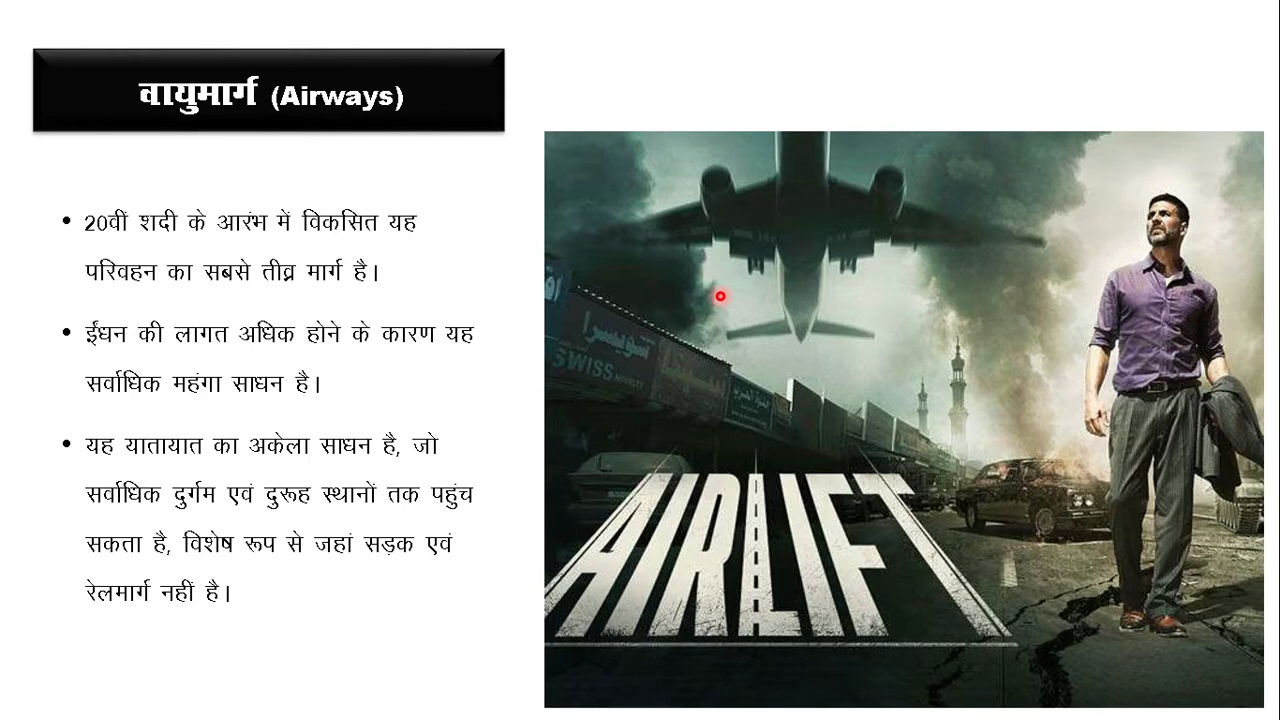 वायुमार्ग (Airways)
• 20वीं शदी के आरंभ में विकसित यह
परिवहन का सबसे तीव्र मार्ग है।
• ईंधन की लागत अधिक होने के कारण यह
सर्वाधिक महंगा साधन है।
• यह यातायात का अकेला साधन है, जो
सर्वाधिक दुर्गम एवं दुरूह स्थानों तक पहुंच
सकता है, विशेष रूप से जहां सड़क एवं
रेलमार्ग नहीं है।
سويسرا
SWISS
AIRLIFT